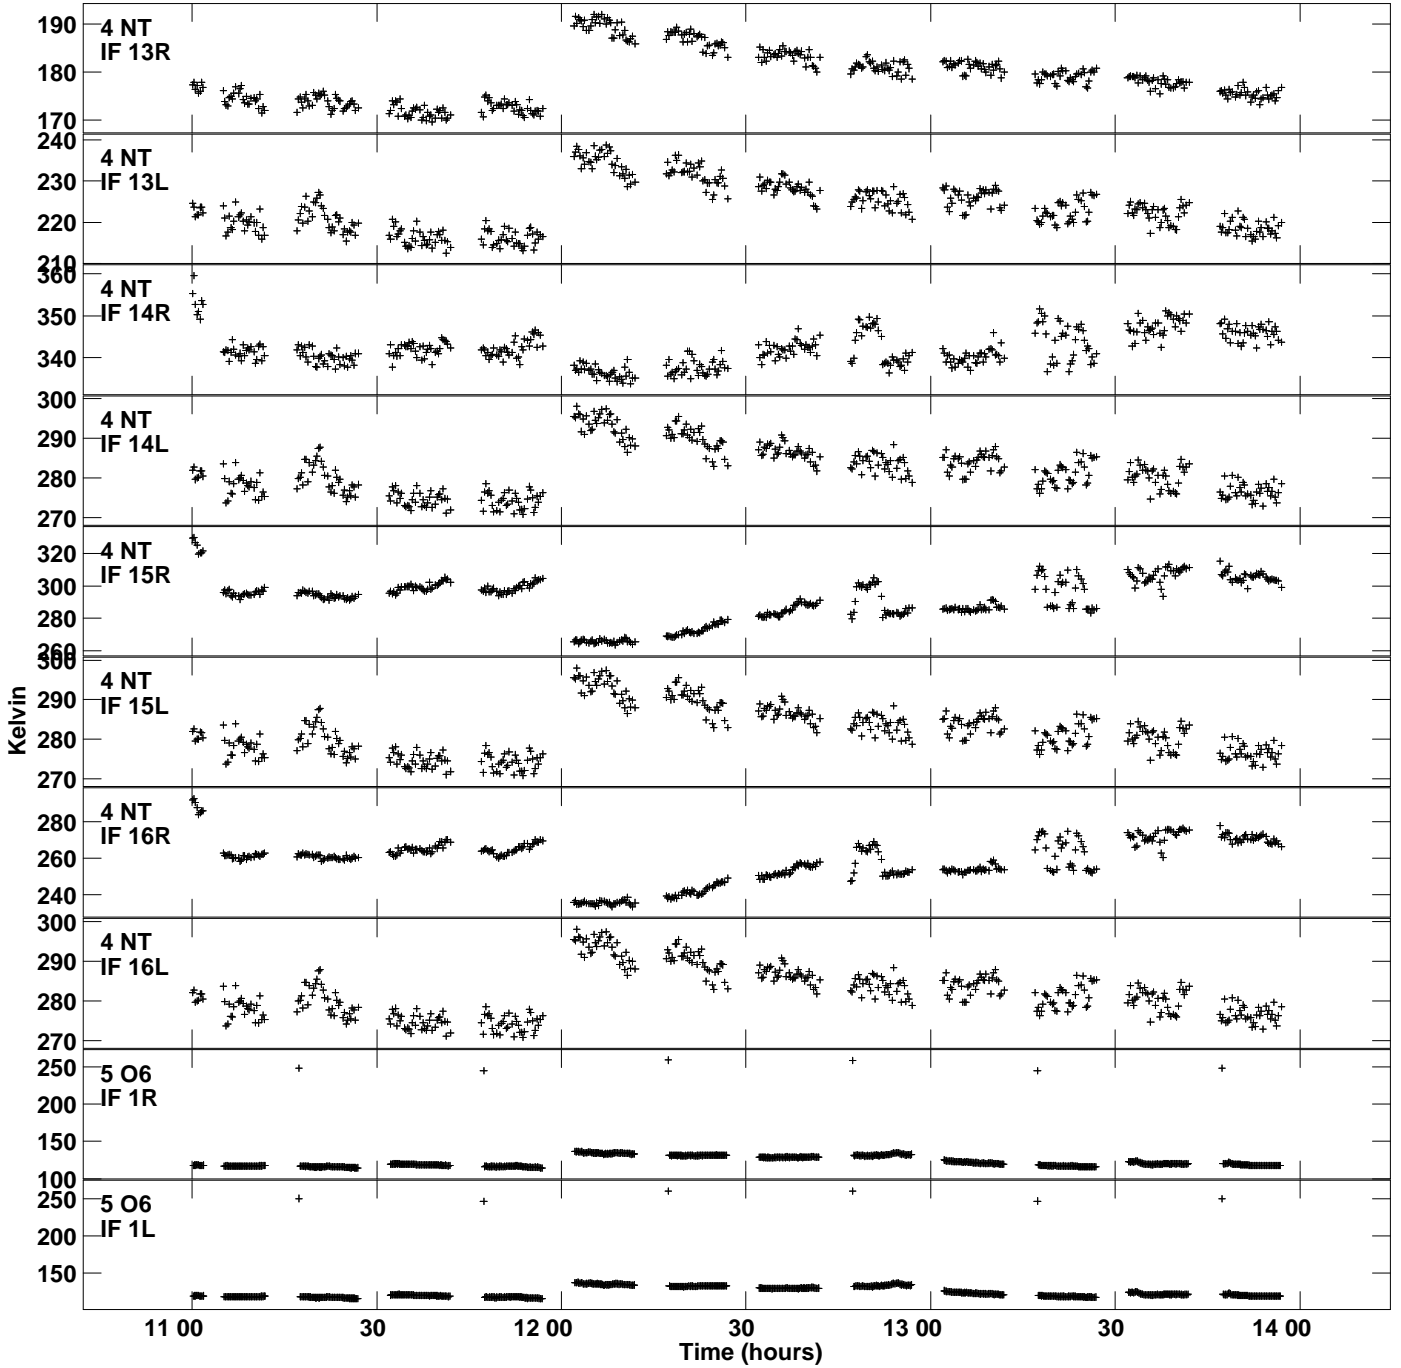 190
180
170
4 NT
IF 13R
240
230
220
210
4 NT
IF 13L
360
350
340
4 NT
IF 14R
300
290
280
270
4 NT
IF 14L
320
300
280
260
4 NT
IF 15R
300
290
280
270
4 NT
IF 15L
280
260
240
4 NT
IF 16R
300
290
280
270
4 NT
IF 16L
250
200
150
100
5 O6
IF 1R
250
200
150
5 O6
IF 1L
Kelvin
11 00 30 12 00 30 13 00 30 14 00
Time (hours)